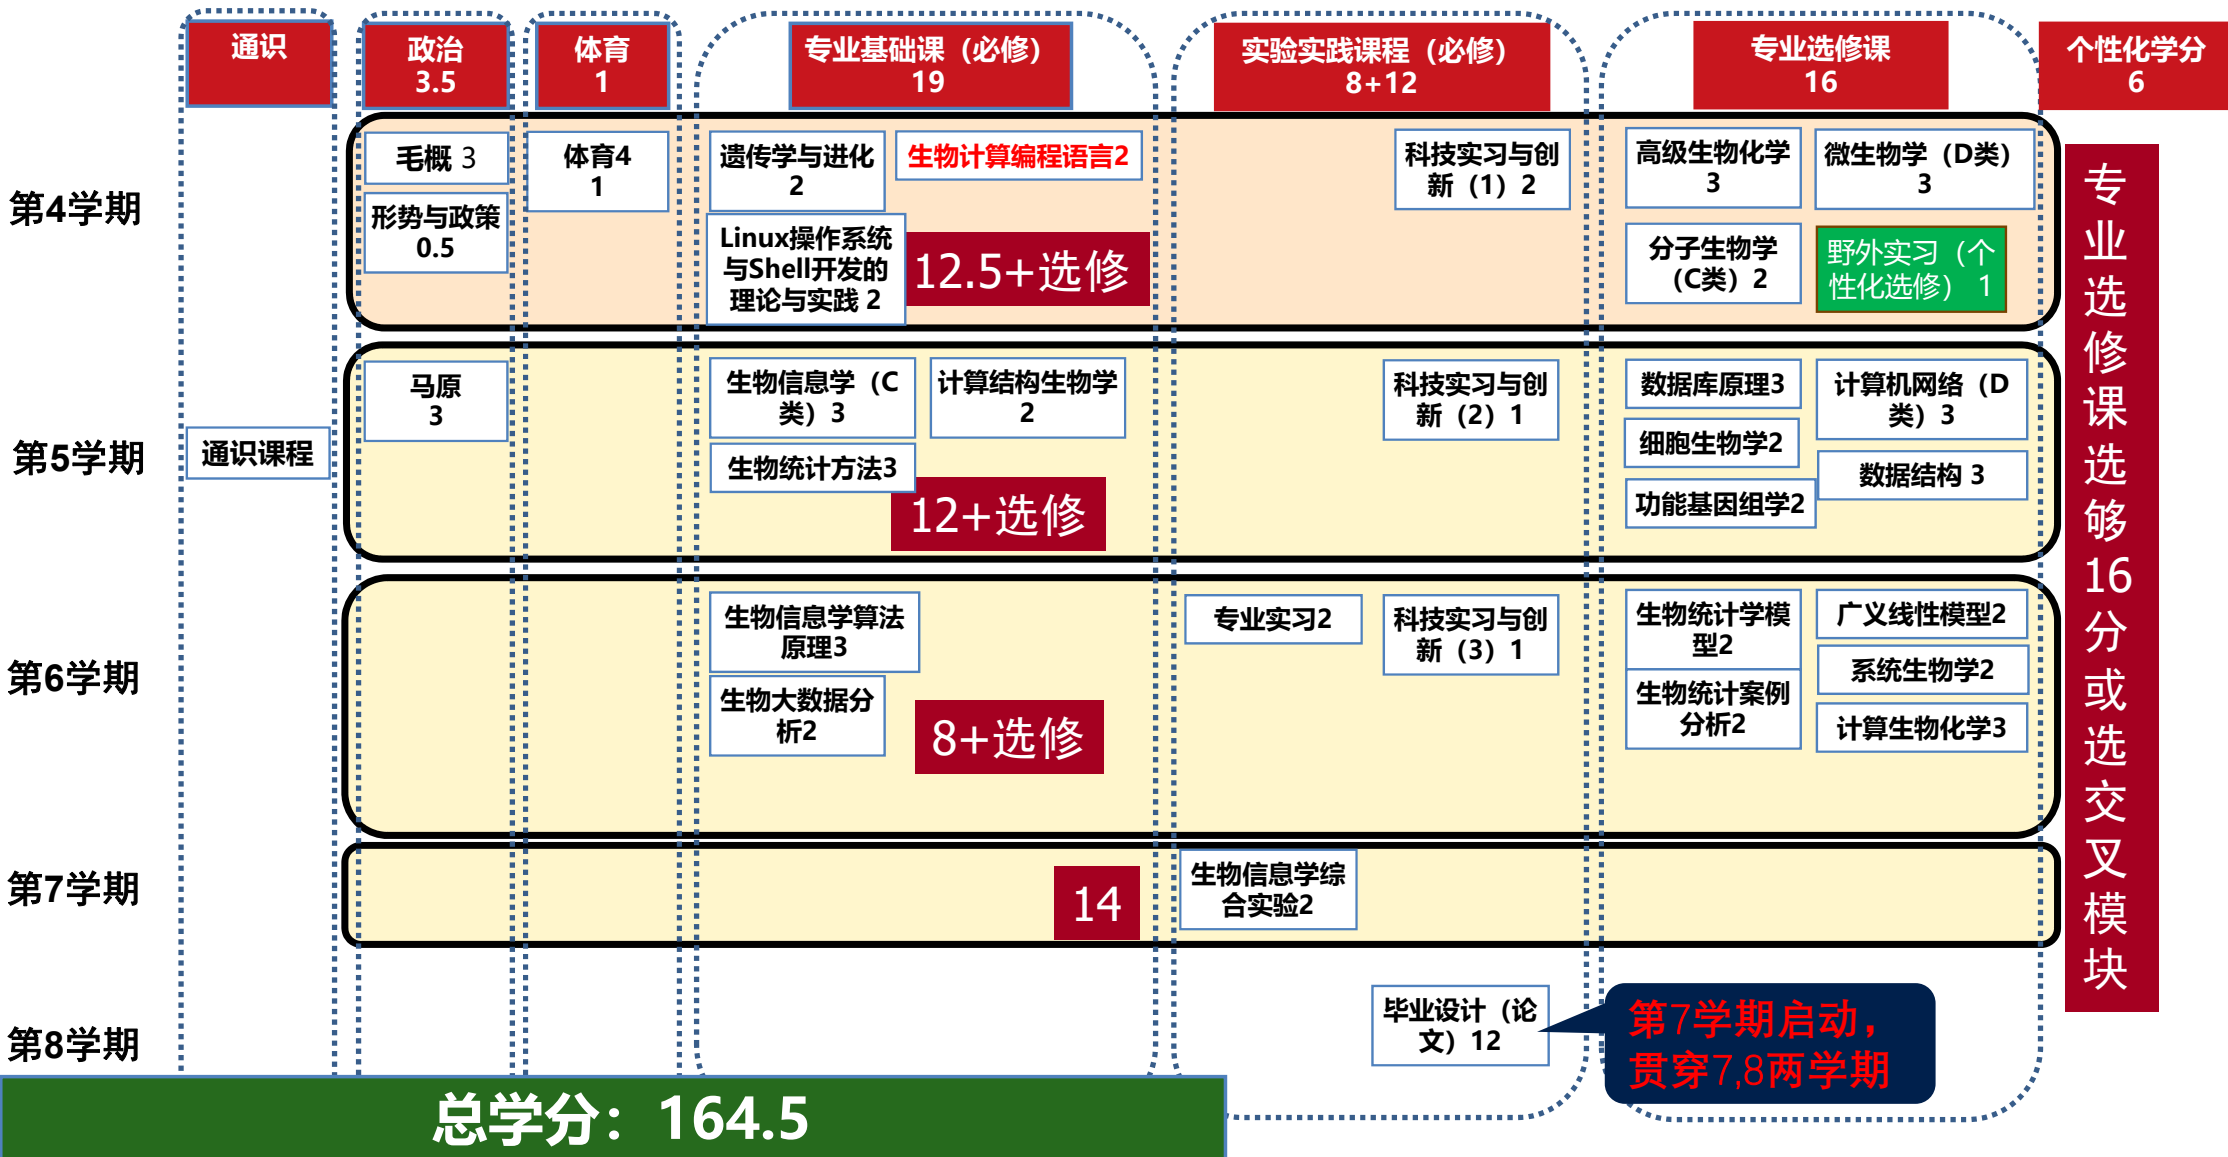 通识
政治
3.5
体育
1
专业基础课（必修）
19
实验实践课程（必修）
8+12
专业选修课
16
个性化学分
6
第4学期
毛概 3
形势与政策
0.5
体育4
1
遗传学与进化
2
生物计算编程语言2
Linux操作系统
与Shell开发的
理论与实践 2
12.5+选修
科技实习与创
新（1）2
高级生物化学
3
微生物学（D类）
3
分子生物学
（C类）2
野外实习（个
性化选修） 1
第5学期
通识课程
马原
3
生物信息学（C
类）3
计算结构生物学
2
生物统计方法3
12+选修
科技实习与创
新（2）1
数据库原理3
计算机网络（D
类）3
细胞生物学2
数据结构 3
功能基因组学2
第6学期
生物信息学算法
原理3
生物大数据分
析2
8+选修
专业实习2
科技实习与创
新（3）1
生物统计学模
型2
广义线性模型2
系统生物学2
生物统计案例
分析2
计算生物化学3
第7学期
14
生物信息学综
合实验2
第8学期
毕业设计（论
文）12
第7学期启动，
贯穿7,8两学期
专
业
选
修
课
选
够
16
分
或
选
交
叉
模
块
总学分：164.5